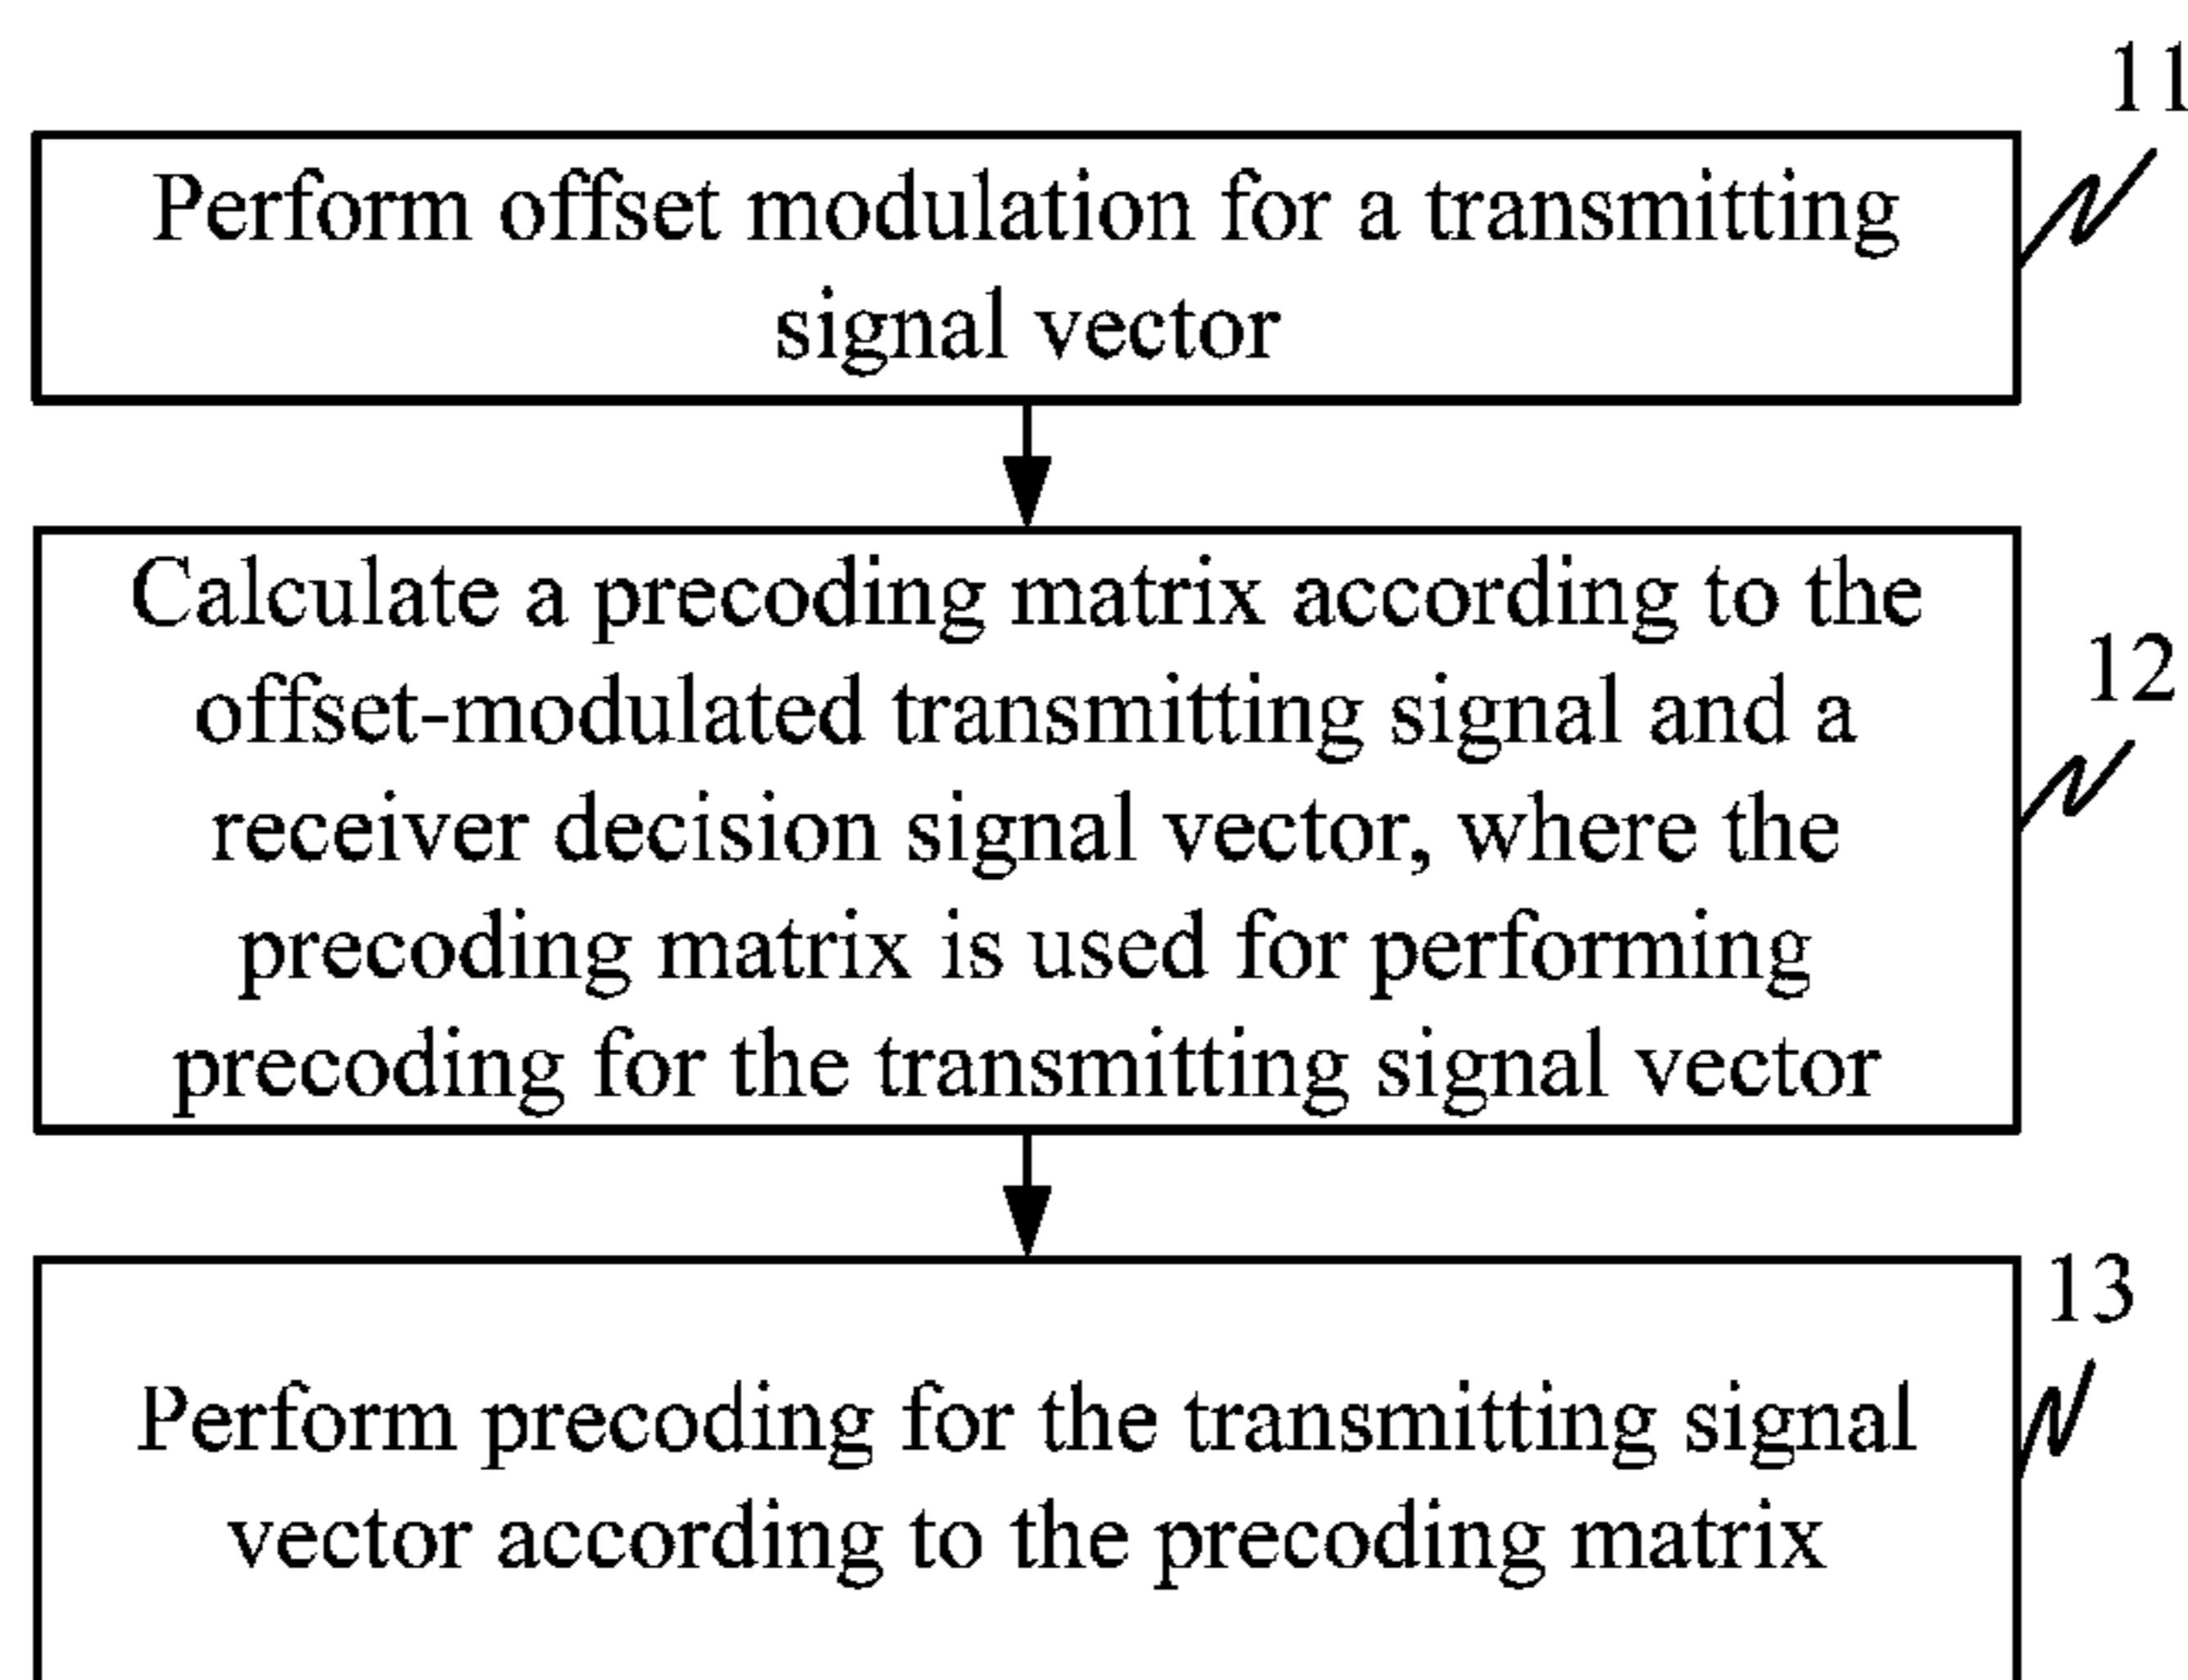 11
Perform offset modulation for a transmitting
signal vector
Calculate a precoding matrix according to the
offset-modulated transmitting signal and a
receiver decision signal vector, where the
precoding matrix is used for performing
precoding for the transmitting signal vector
12
13
Perform precoding for the transmitting signal
vector according to the precoding matrix